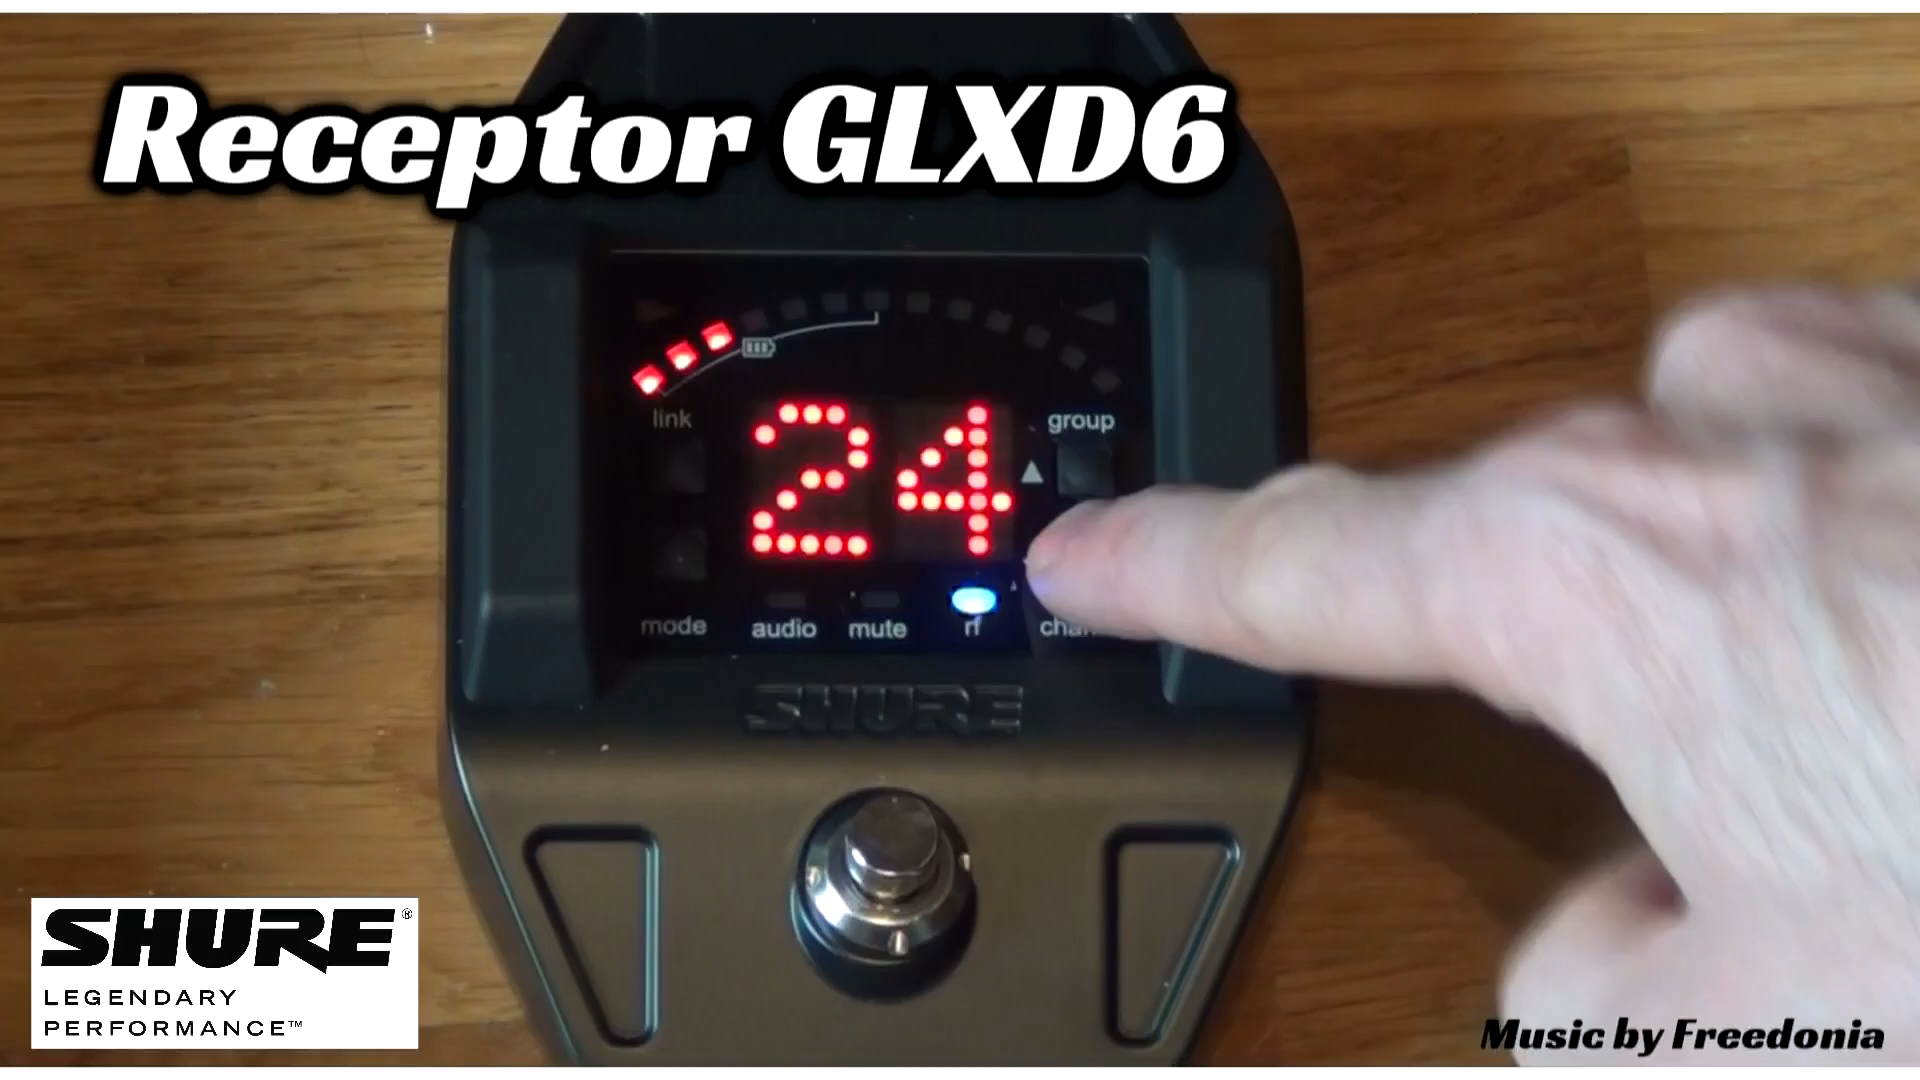 Receptor GLXD6
link
24
group
mode
audio
mute
rf
SHURE
SHURE®
LEGENDARY
PERFORMANCE™
Music by Freedonia